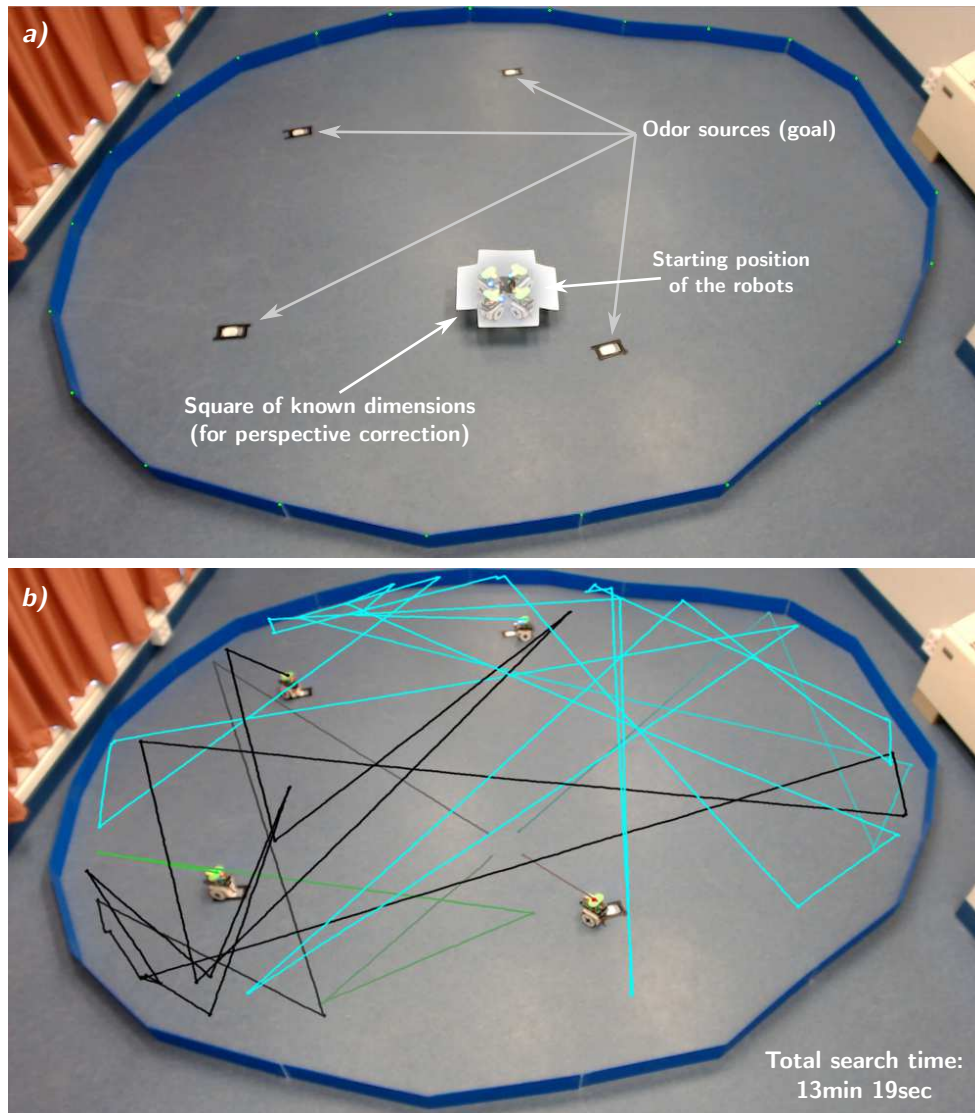 a)
Odor sources (goal)
Starting position
of the robots
Square of known dimensions
(for perspective correction)
b)
Total search time:
13min 19sec